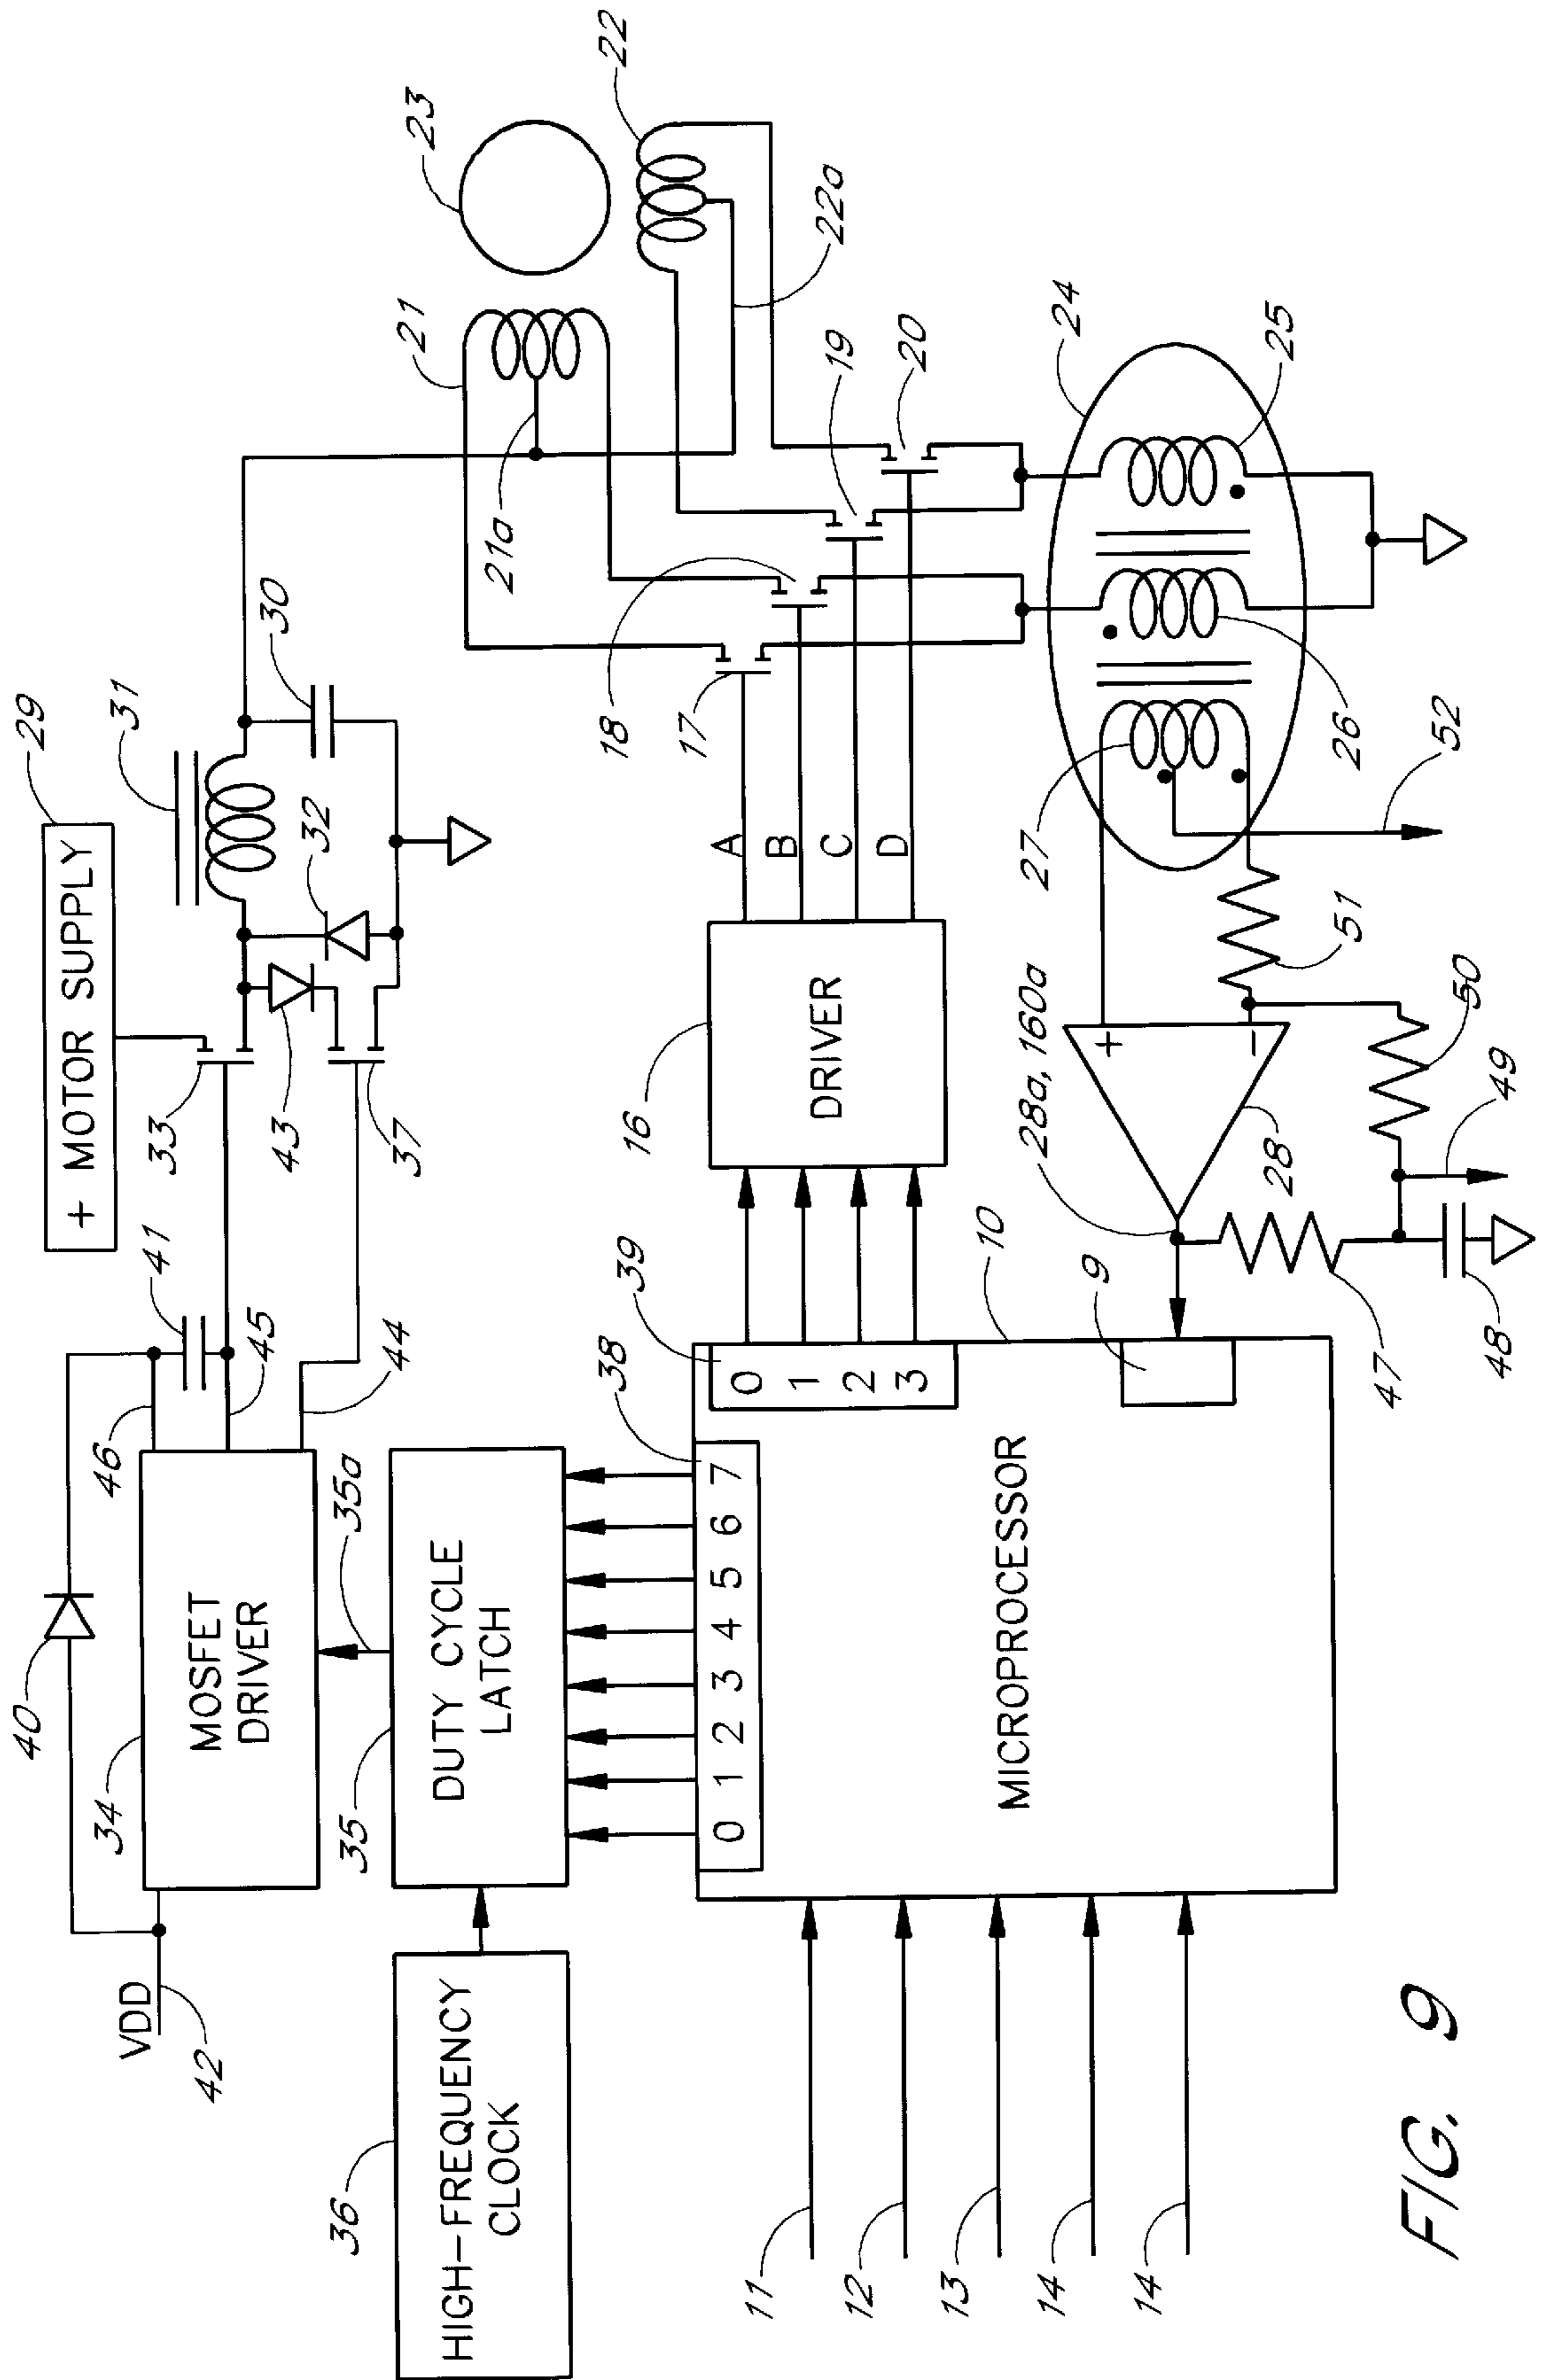 29
+ MOTOR SUPPLY
31
30
32
33
43
37
41
45
44
46
40
34
MOSFET
DRIVER
VDD
42
35a
35
DUTY CYCLE
LATCH
36
HIGH-FREQUENCY
CLOCK
38
0 1 2 3 4 5 6 7
39
0
1
2
3
10
9
MICROPROCESSOR
11
12
13
14
14
16
DRIVER
A
B
C
D
17
18
19
20
21
21a
22
22a
23
24
25
26
27
52
51
28a, 160a
+
-
28
50
49
47
48
FIG. 9